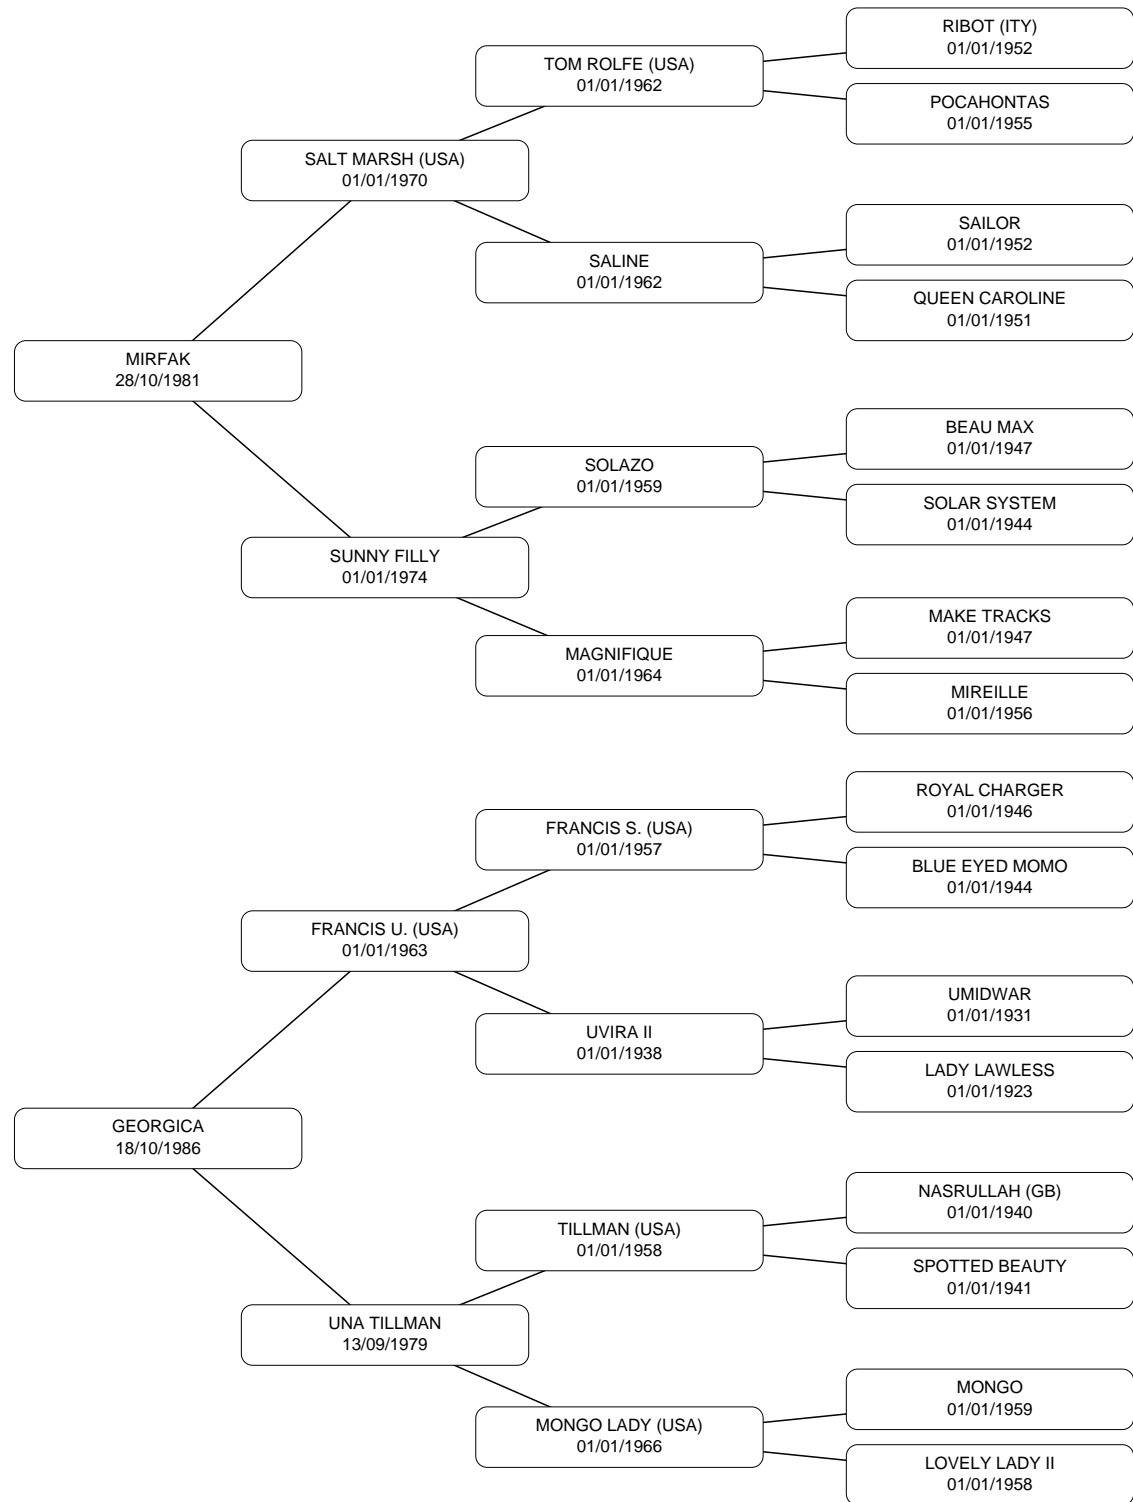 RIBOT (ITY)
01/01/1952
TOM ROLFE (USA)
01/01/1962
POCAHONTAS
01/01/1955
SALT MARSH (USA)
01/01/1970
SAILOR
01/01/1952
SALINE
01/01/1962
QUEEN CAROLINE
01/01/1951
MIRFAK
28/10/1981
BEAU MAX
01/01/1947
SOLAZO
01/01/1959
SOLAR SYSTEM
01/01/1944
SUNNY FILLY
01/01/1974
MAKE TRACKS
01/01/1947
MAGNIFIQUE
01/01/1964
MIREILLE
01/01/1956
ROYAL CHARGER
01/01/1946
FRANCIS S. (USA)
01/01/1957
BLUE EYED MOMO
01/01/1944
FRANCIS U. (USA)
01/01/1963
UMIDWAR
01/01/1931
UVIRA II
01/01/1938
LADY LAWLESS
01/01/1923
GEORGICA
18/10/1986
NASRULLAH (GB)
01/01/1940
TILLMAN (USA)
01/01/1958
SPOTTED BEAUTY
01/01/1941
UNA TILLMAN
13/09/1979
MONGO
01/01/1959
MONGO LADY (USA)
01/01/1966
LOVELY LADY II
01/01/1958